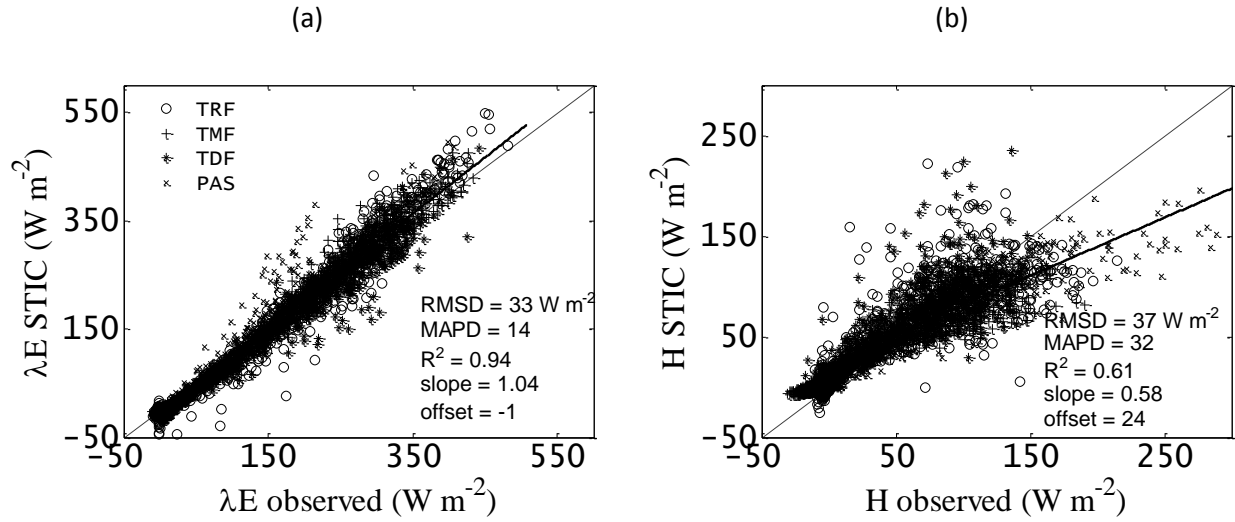 (a)
(b)
550
350
150
-50
-50
150
350
550
λE STIC (W m-2)
λE observed (W m-2)
TRF
TMF
TDF
PAS
RMSD = 33 W m-2
MAPD = 14
R2 = 0.94
slope = 1.04
offset = -1
250
150
50
-50
-50
50
150
250
H STIC (W m-2)
H observed (W m-2)
RMSD = 37 W m-2
MAPD = 32
R2 = 0.61
slope = 0.58
offset = 24